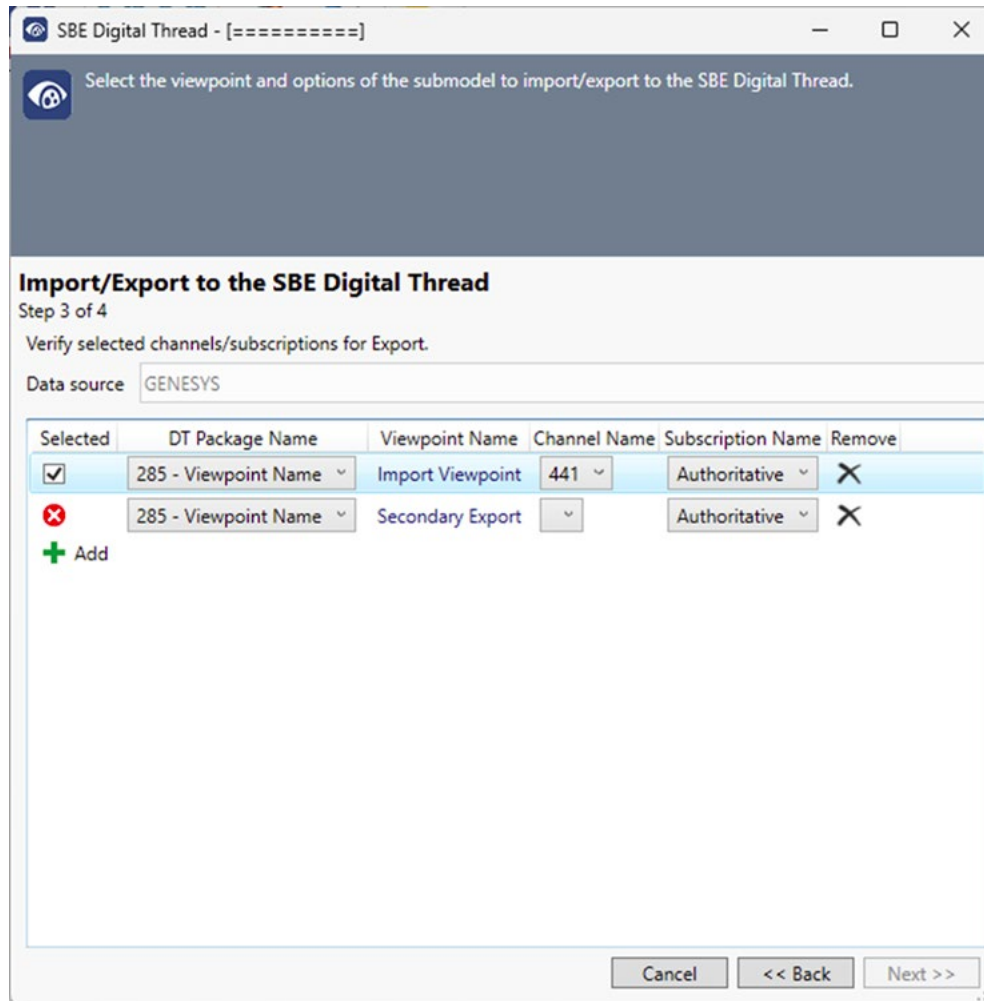 SBE Digital Thread - [==========]
Select the viewpoint and options of the submodel to import/export to the SBE Digital Thread.
Import/Export to the SBE Digital Thread
Step 3 of 4
Verify selected channels/subscriptions for Export.
Data source GENESYS
Selected DT Package Name Viewpoint Name Channel Name Subscription Name Remove
285 - Viewpoint Name Import Viewpoint 441 Authoritative
285 - Viewpoint Name Secondary Export Authoritative
Add
Cancel << Back Next >>